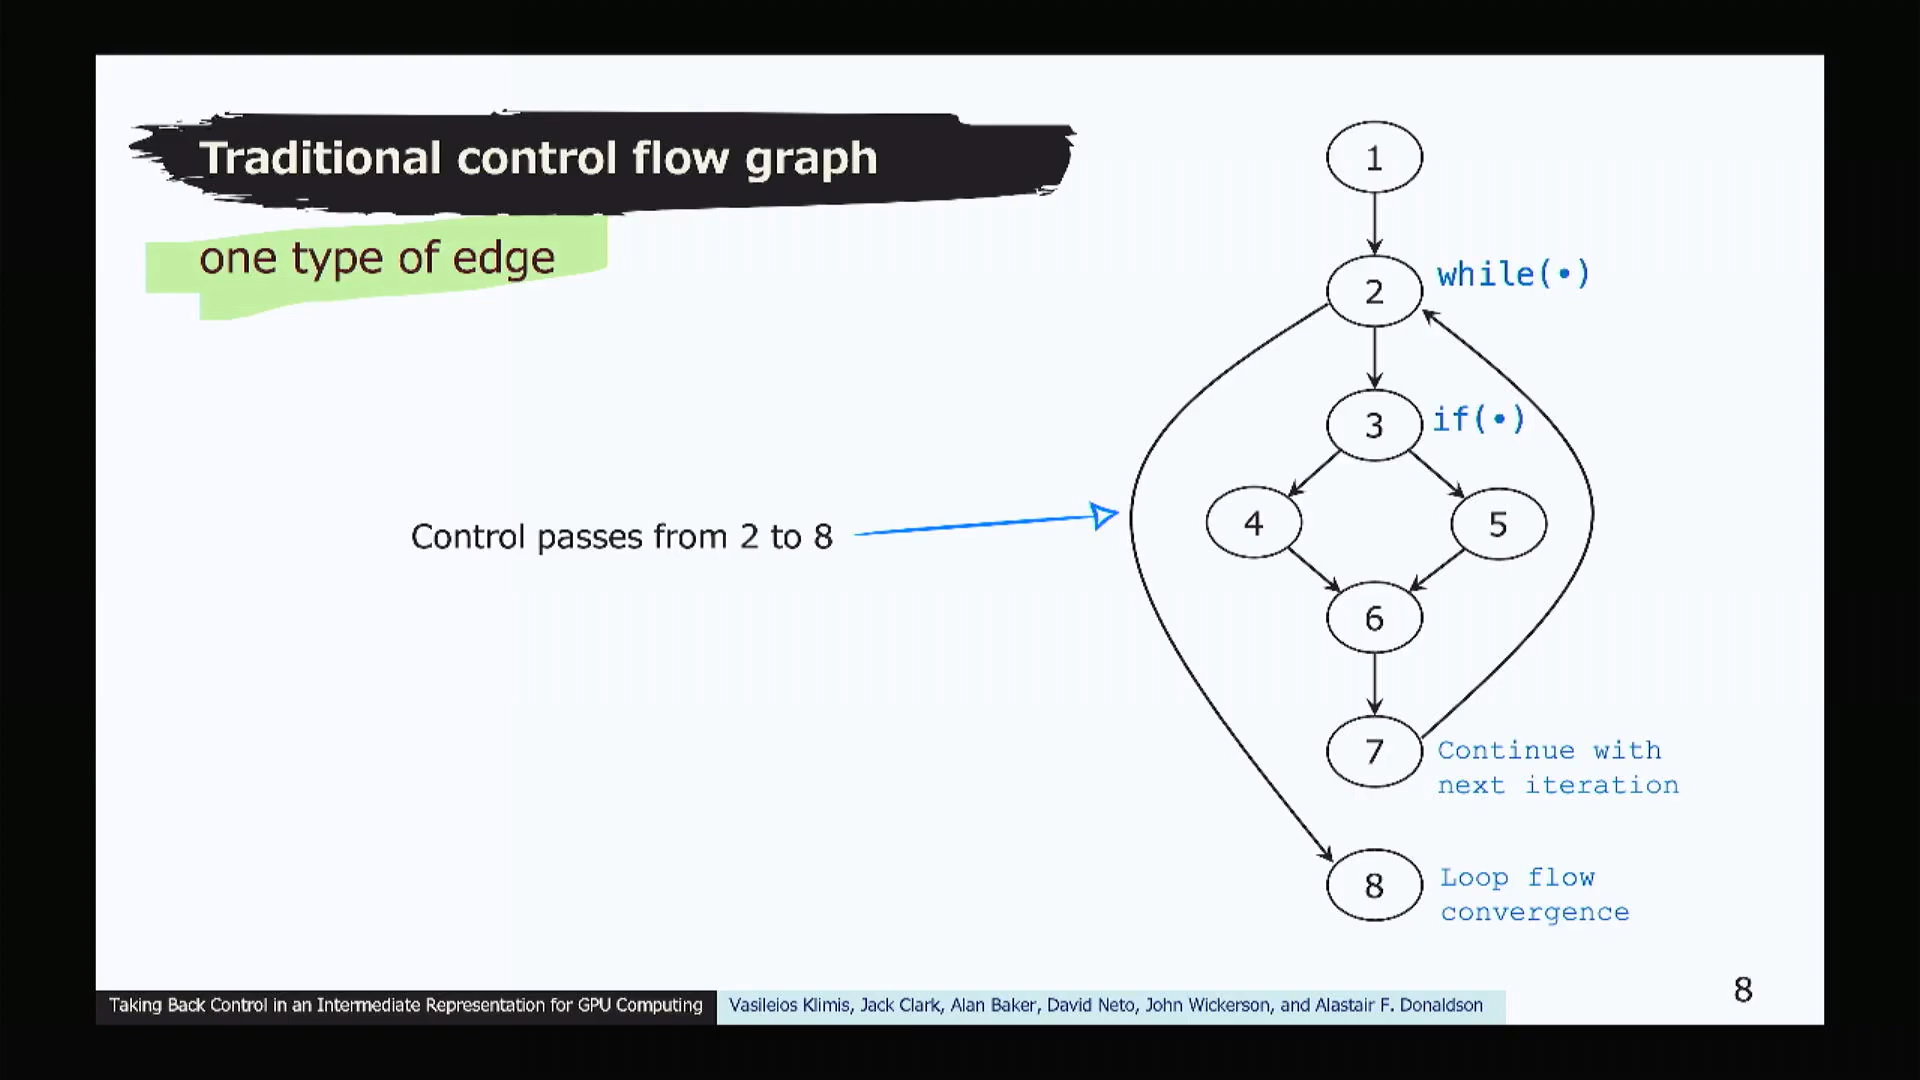 Traditional control flow graph
one type of edge
1
2
while(•)
3
if(•)
4
5
Control passes from 2 to 8
6
7
Continue with
next iteration
8
Loop flow
convergence
8
Taking Back Control in an Intermediate Representation for GPU Computing
Vasileios Klimis, Jack Clark, Alan Baker, David Neto, John Wickerson, and Alastair F. Donaldson